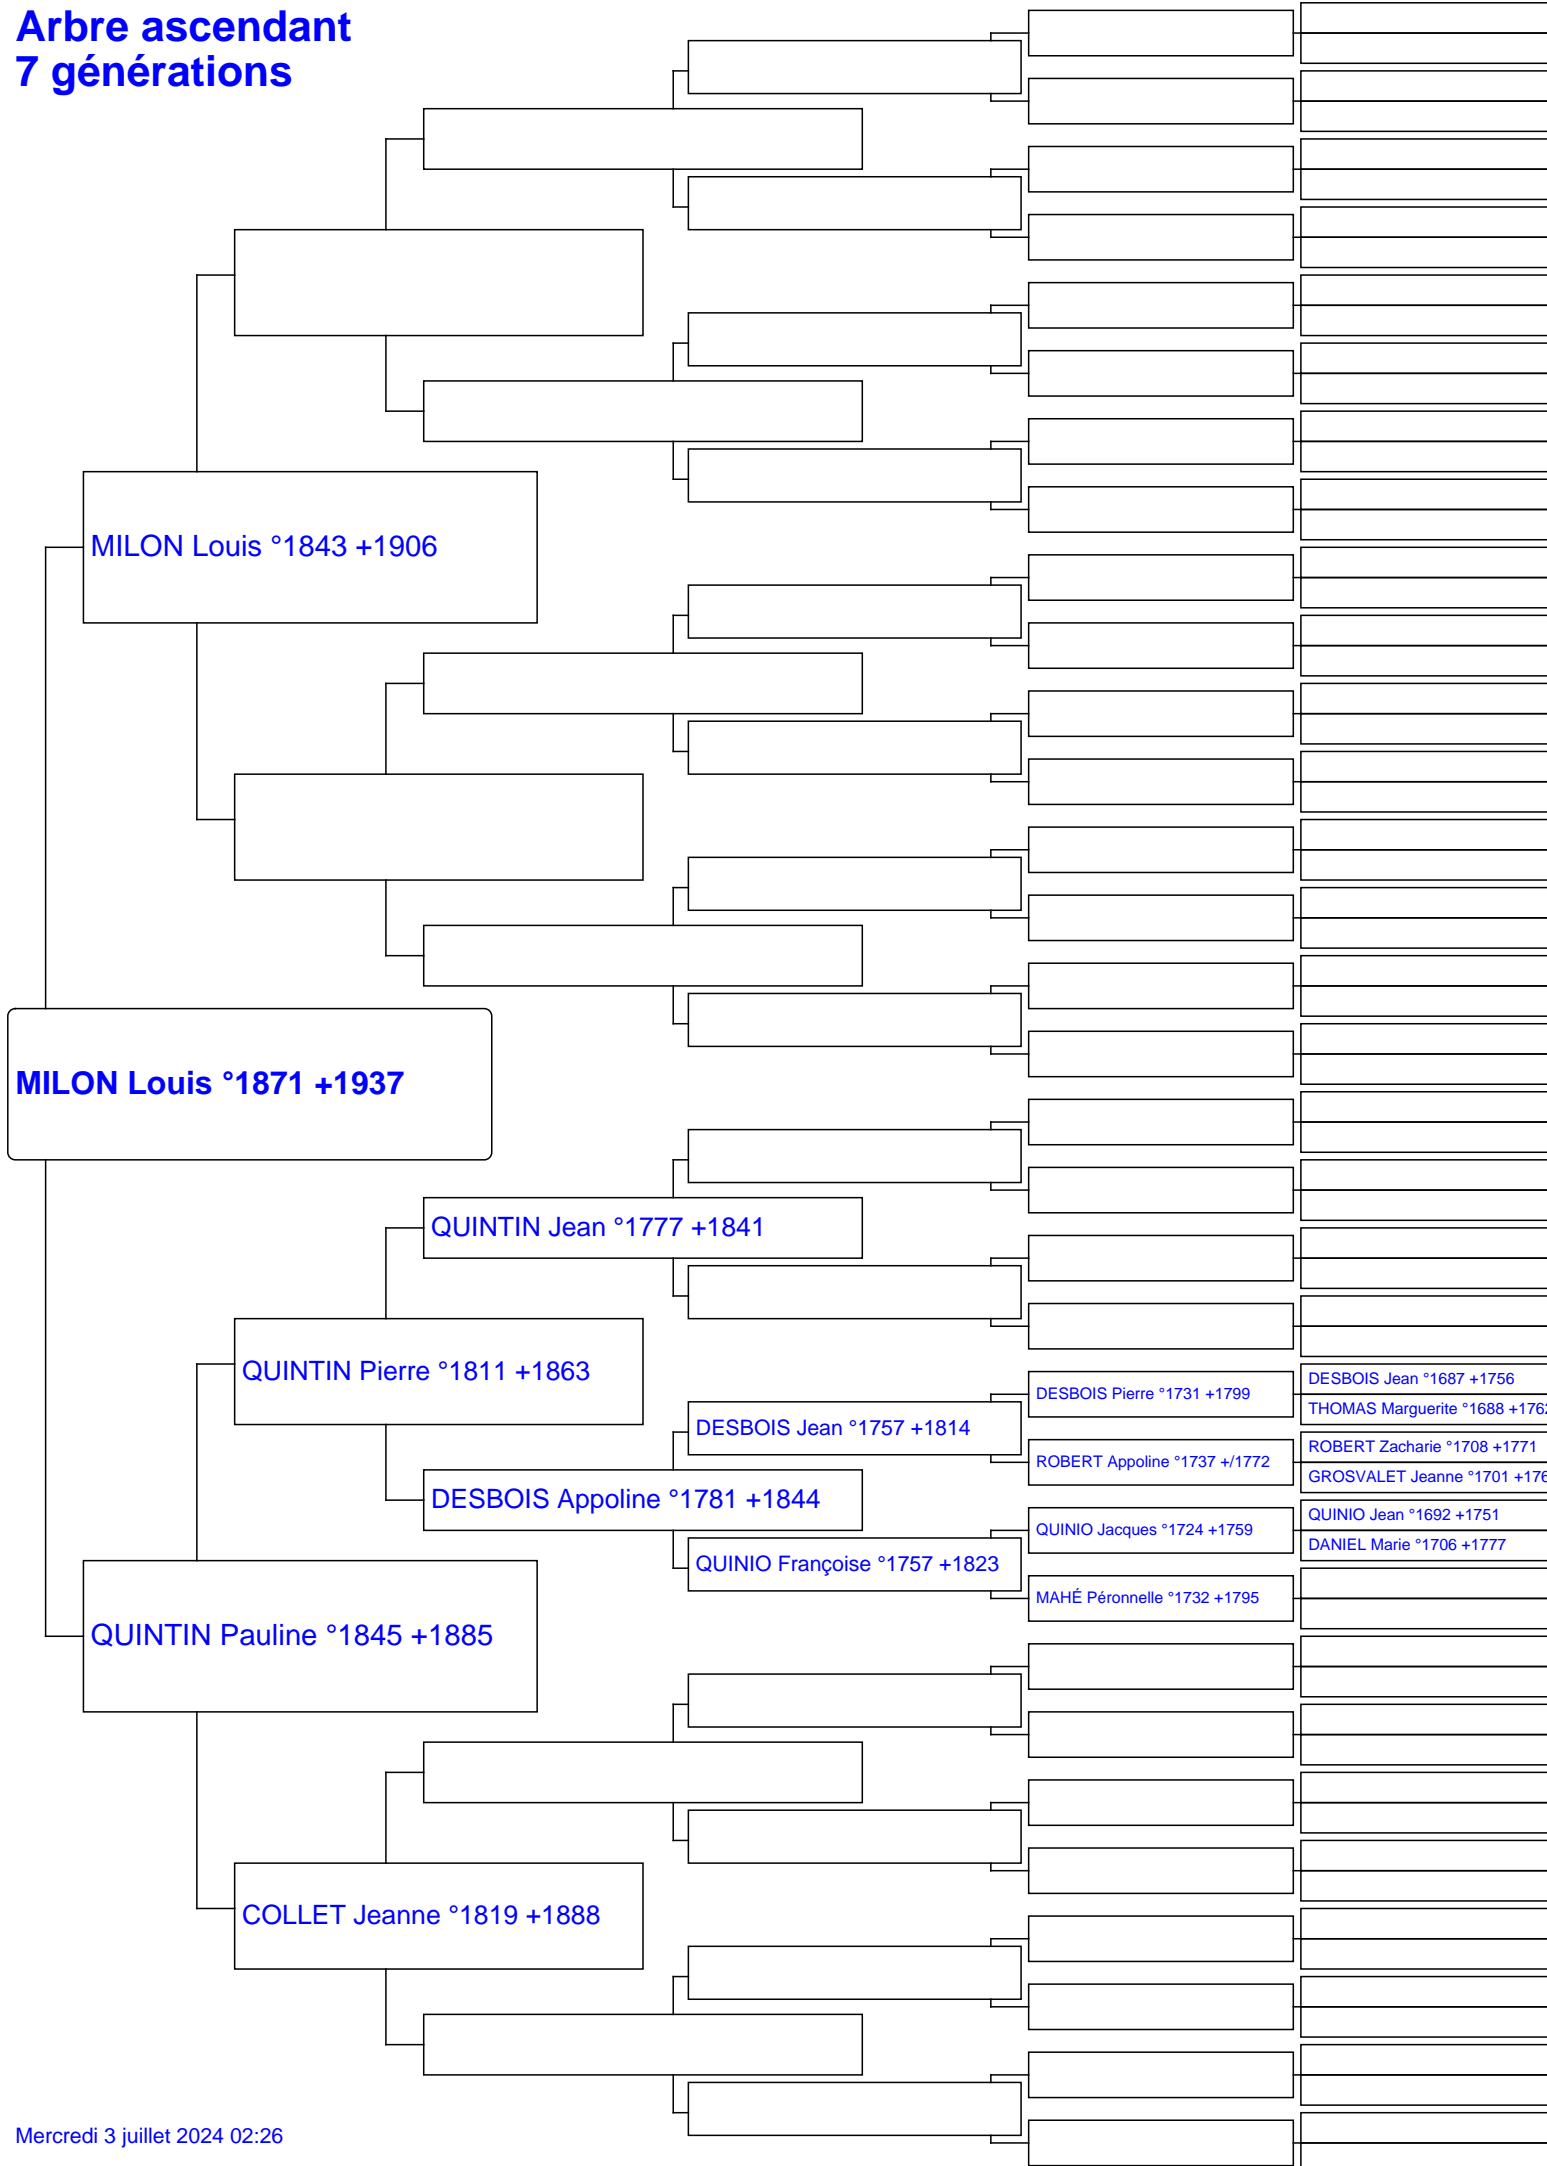 Arbre ascendant
7 générations
MILON Louis °1843 +1906
MILON Louis °1871 +1937
QUINTIN Jean °1777 +1841
QUINTIN Pierre °1811 +1863
DESBOIS Pierre °1731 +1799
DESBOIS Jean °1687 +1756
THOMAS Marguerite °1688 +1762
DESBOIS Jean °1757 +1814
ROBERT Appoline °1737 +/1772
ROBERT Zacharie °1708 +1771
GROSVALET Jeanne °1701 +176
DESBOIS Appoline °1781 +1844
QUINIO Jacques °1724 +1759
QUINIO Jean °1692 +1751
DANIEL Marie °1706 +1777
QUINIO Françoise °1757 +1823
MAHÉ Péronnelle °1732 +1795
QUINTIN Pauline °1845 +1885
COLLET Jeanne °1819 +1888
Mercredi 3 juillet 2024 02:26